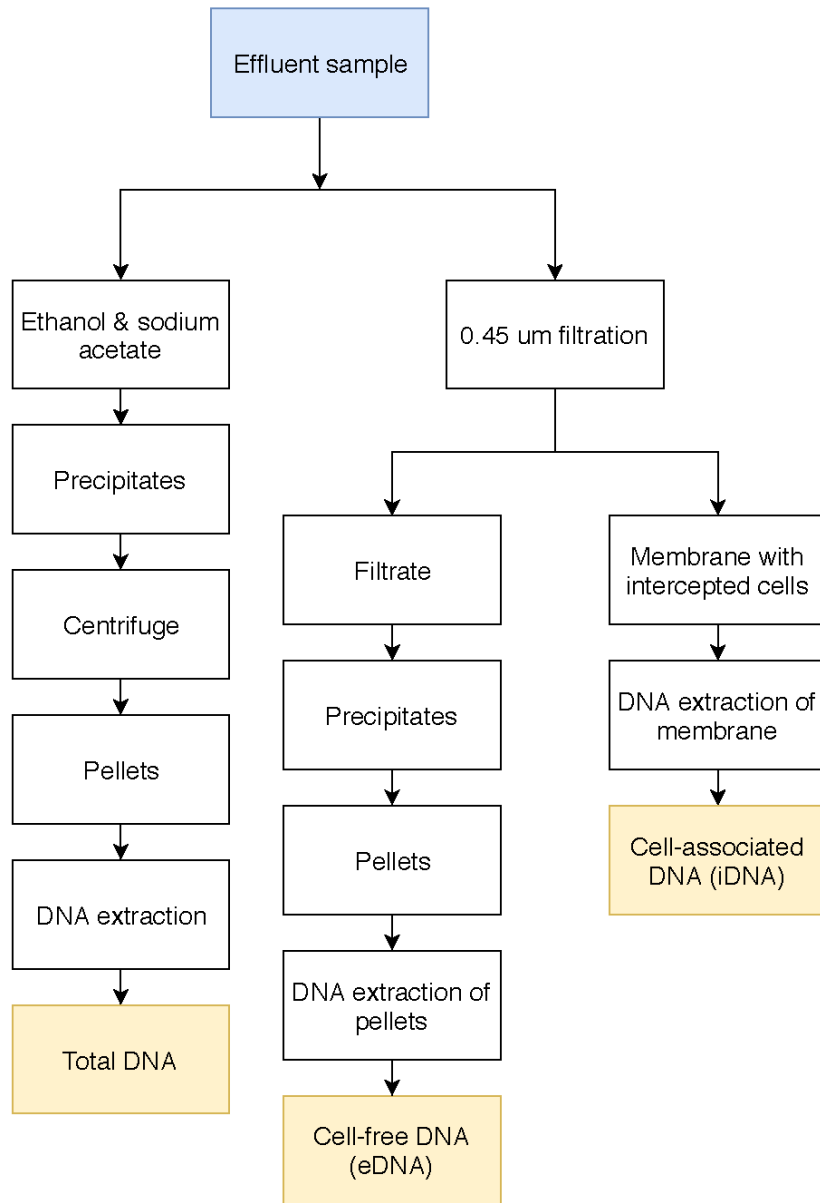 Effluent sample
Ethanol & sodium
acetate
Precipitates
Centrifuge
Pellets
DNA extraction
Total DNA
0.45 um filtration
Filtrate
Precipitates
Pellets
DNA extraction of
pellets
Cell-free DNA
(eDNA)
Membrane with
intercepted cells
DNA extraction of
membrane
Cell-associated
DNA (iDNA)